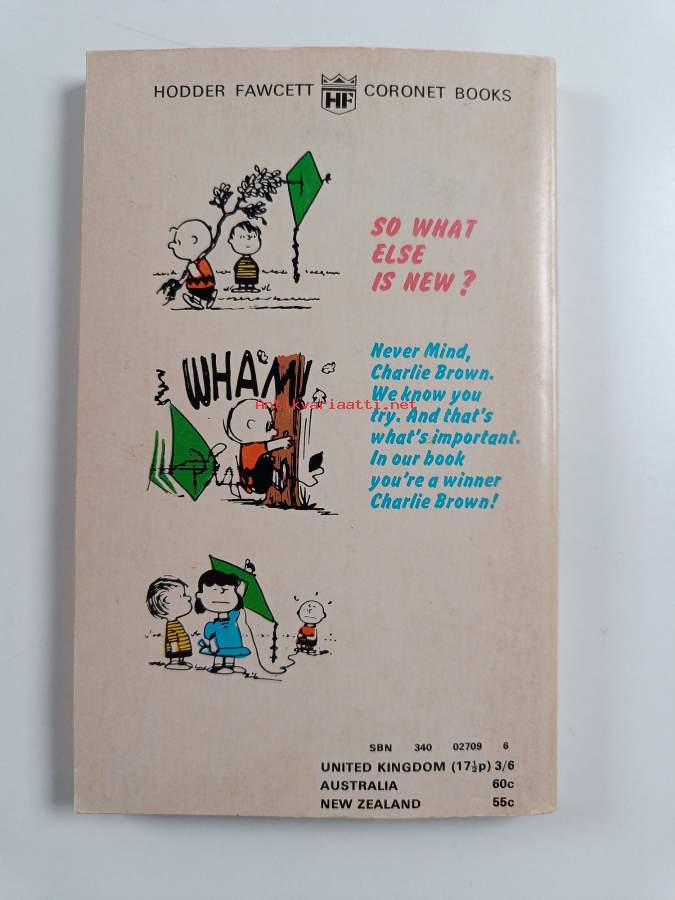 HODDER FAWCETT HF CORONET BOOKS
SO WHAT
ELSE
IS NEW?
WHAM!
Never Mind,
Charlie Brown.
We know you
try. And that's
what's important.
In our book
you're a winner
Charlie Brown!
Antikvariaatti.net
SBN 340 02709 6
UNITED KINGDOM (17½p) 3/6
AUSTRALIA 60c
NEW ZEALAND 55c